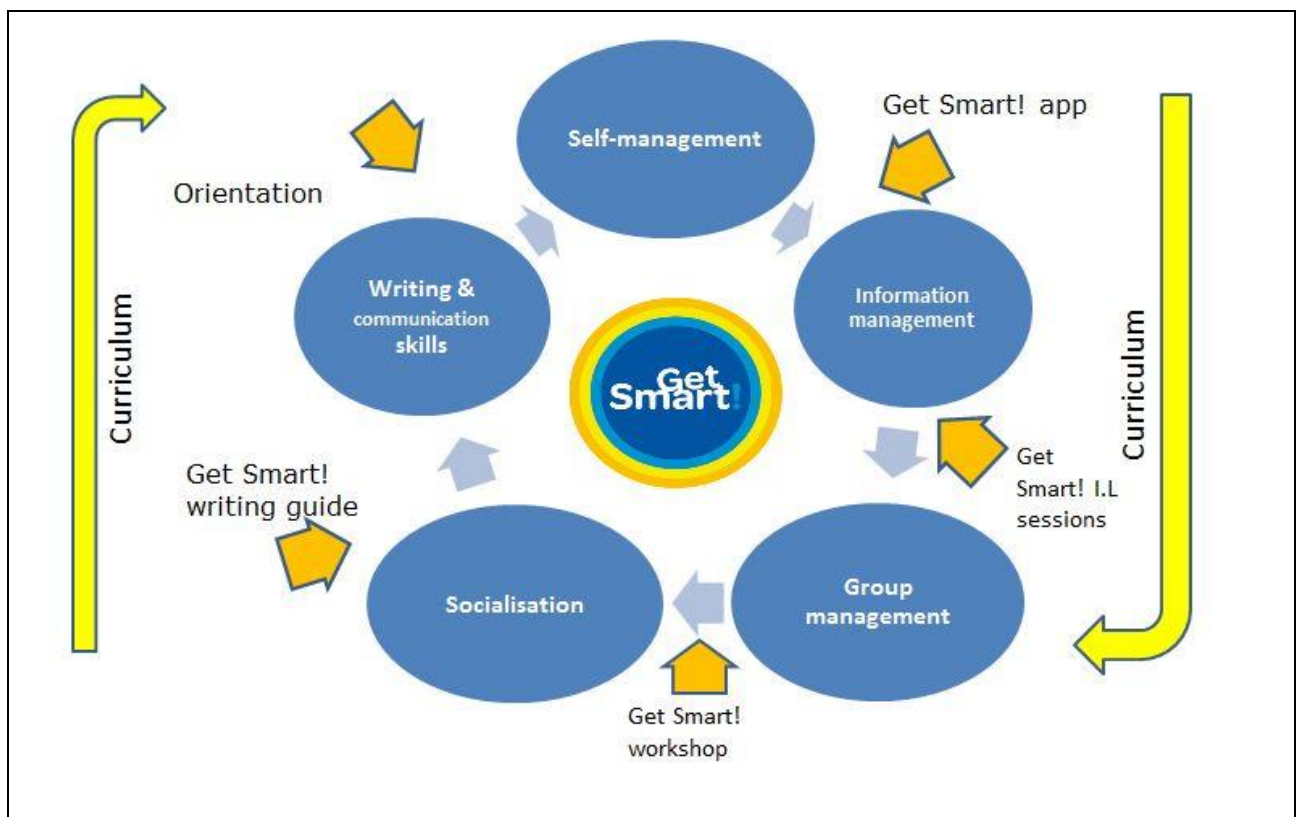 Self-management
Get Smart! app
Orientation
Writing &
communication
skills
Information
management
Curriculum
Curriculum
Get
Smart!
Get Smart!
writing guide
Get
Smart! I.L
sessions
Socialisation
Group
management
Get Smart!
workshop